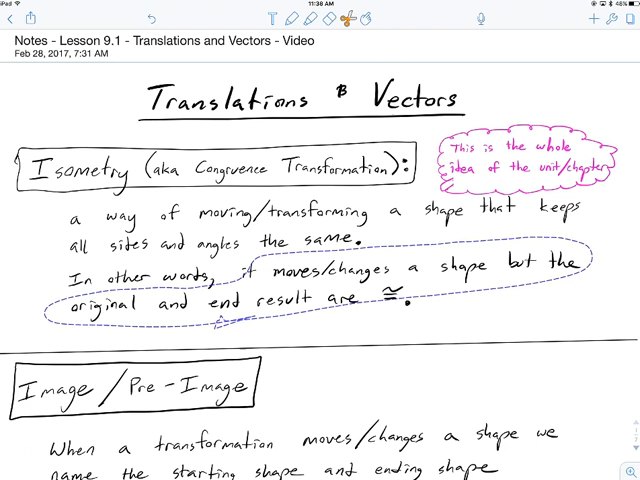 iPad
11:38 AM
48%
Notes - Lesson 9.1 - Translations and Vectors - Video
Feb 28, 2017, 7:31 AM
Translations & Vectors
Isometry (aka Congruence Transformation):
This is the whole
idea of the unit/chapter
a way of moving/transforming a shape that keeps
all sides and angles the same.
In other words, it moves/changes a shape but the
original and end result are ≅.
Image / Pre-Image
When a transformation moves/changes a shape we
name the starting shape and ending shape